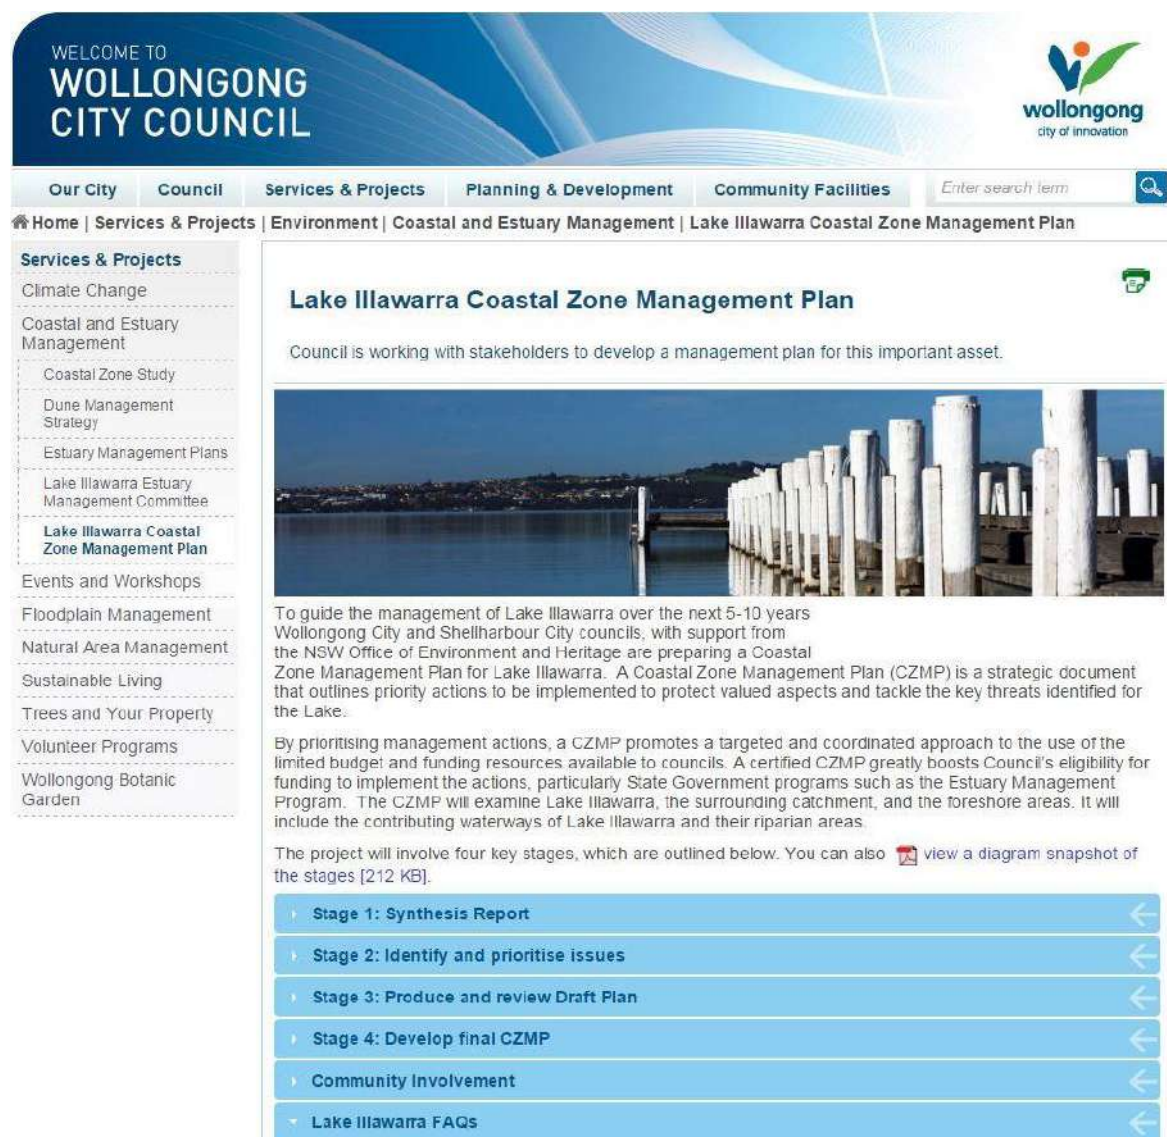 WELCOME TO
WOLLONGONG
CITY COUNCIL
wollongong
city of innovation
Our City Council Services & Projects Planning & Development Community Facilities Enter search term
Home | Services & Projects | Environment | Coastal and Estuary Management | Lake Illawarra Coastal Zone Management Plan
Services & Projects
Climate Change
Coastal and Estuary
Management
Coastal Zone Study
Dune Management
Strategy
Estuary Management Plans
Lake Illawarra Estuary
Management Committee
Lake Illawarra Coastal
Zone Management Plan
Events and Workshops
Floodplain Management
Natural Area Management
Sustainable Living
Trees and Your Property
Volunteer Programs
Wollongong Botanic
Garden
Lake Illawarra Coastal Zone Management Plan
Council is working with stakeholders to develop a management plan for this important asset.
To guide the management of Lake Illawarra over the next 5-10 years
Wollongong City and Shellharbour City councils, with support from
the NSW Office of Environment and Heritage are preparing a Coastal
Zone Management Plan for Lake Illawarra. A Coastal Zone Management Plan (CZMP) is a strategic document
that outlines priority actions to be implemented to protect valued aspects and tackle the key threats identified for
the Lake.
By prioritising management actions, a CZMP promotes a targeted and coordinated approach to the use of the
limited budget and funding resources available to councils. A certified CZMP greatly boosts Council's eligibility for
funding to implement the actions, particularly State Government programs such as the Estuary Management
Program. The CZMP will examine Lake Illawarra, the surrounding catchment, and the foreshore areas. It will
include the contributing waterways of Lake Illawarra and their riparian areas.
The project will involve four key stages, which are outlined below. You can also view a diagram snapshot of
the stages [212 KB].
Stage 1: Synthesis Report
Stage 2: Identify and prioritise issues
Stage 3: Produce and review Draft Plan
Stage 4: Develop final CZMP
Community Involvement
Lake Illawarra FAQs